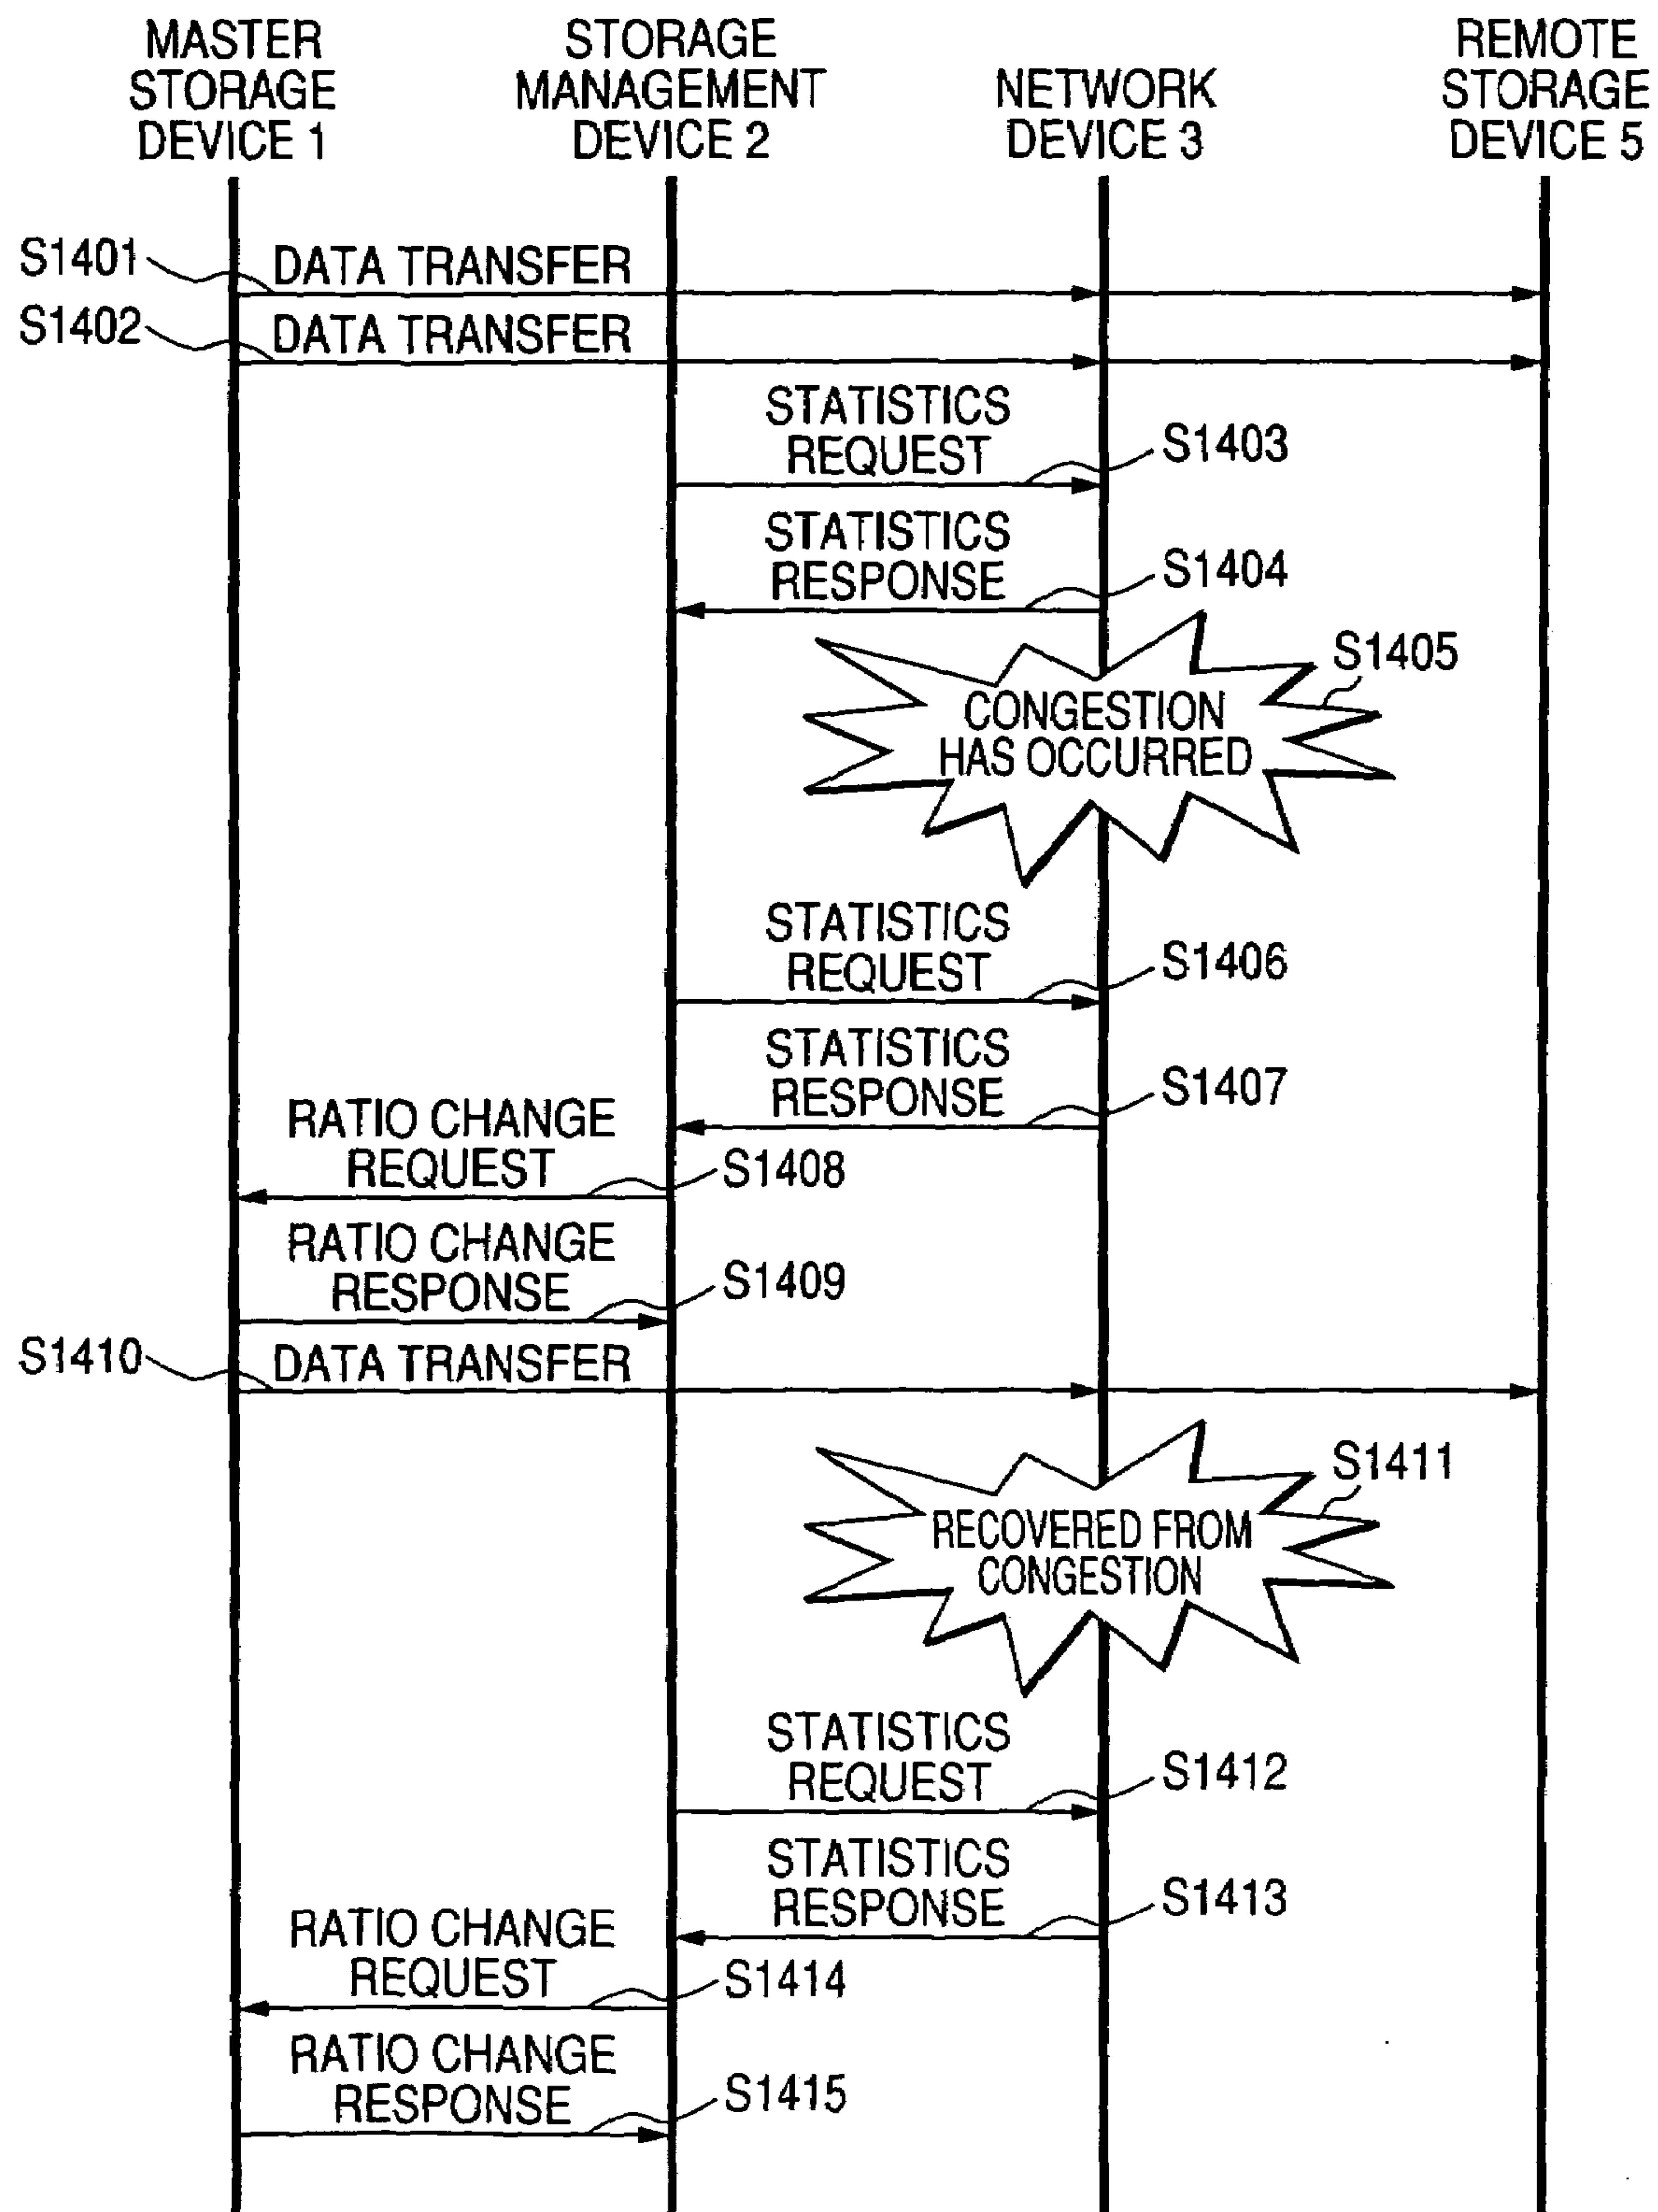 MASTER
STORAGE
DEVICE 1
STORAGE
MANAGEMENT
DEVICE 2
NETWORK
DEVICE 3
REMOTE
STORAGE
DEVICE 5
S1401
DATA TRANSFER
S1402
DATA TRANSFER
STATISTICS
REQUEST
S1403
STATISTICS
RESPONSE
S1404
S1405
CONGESTION
HAS OCCURRED
STATISTICS
REQUEST
S1406
STATISTICS
RESPONSE
S1407
RATIO CHANGE
REQUEST
S1408
RATIO CHANGE
RESPONSE
S1409
S1410
DATA TRANSFER
S1411
RECOVERED FROM
CONGESTION
STATISTICS
REQUEST
S1412
STATISTICS
RESPONSE
S1413
RATIO CHANGE
REQUEST
S1414
RATIO CHANGE
RESPONSE
S1415